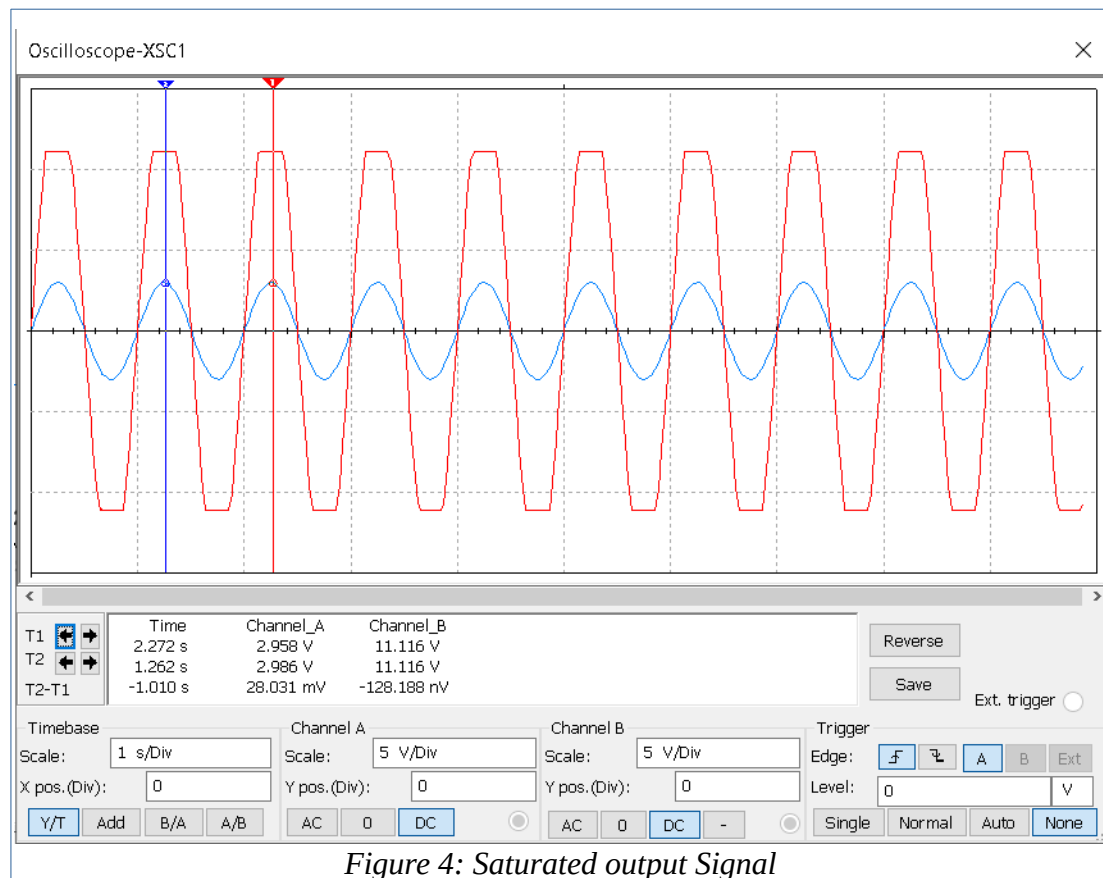 Oscilloscope-XSC1
2 1
Time Channel_A Channel_B
T1 2.272 s 2.958 V 11.116 V
T2 1.262 s 2.986 V 11.116 V
T2-T1 -1.010 s 28.031 mV -128.188 nV
Reverse
Save
Ext. trigger
Timebase Channel A Channel B Trigger
Scale: 1 s/Div Scale: 5 V/Div Scale: 5 V/Div Edge: A B Ext
X pos.(Div): 0 Y pos.(Div): 0 Y pos.(Div): 0 Level: 0 V
Y/T Add B/A A/B AC 0 DC AC 0 DC - Single Normal Auto None
Figure 4: Saturated output Signal